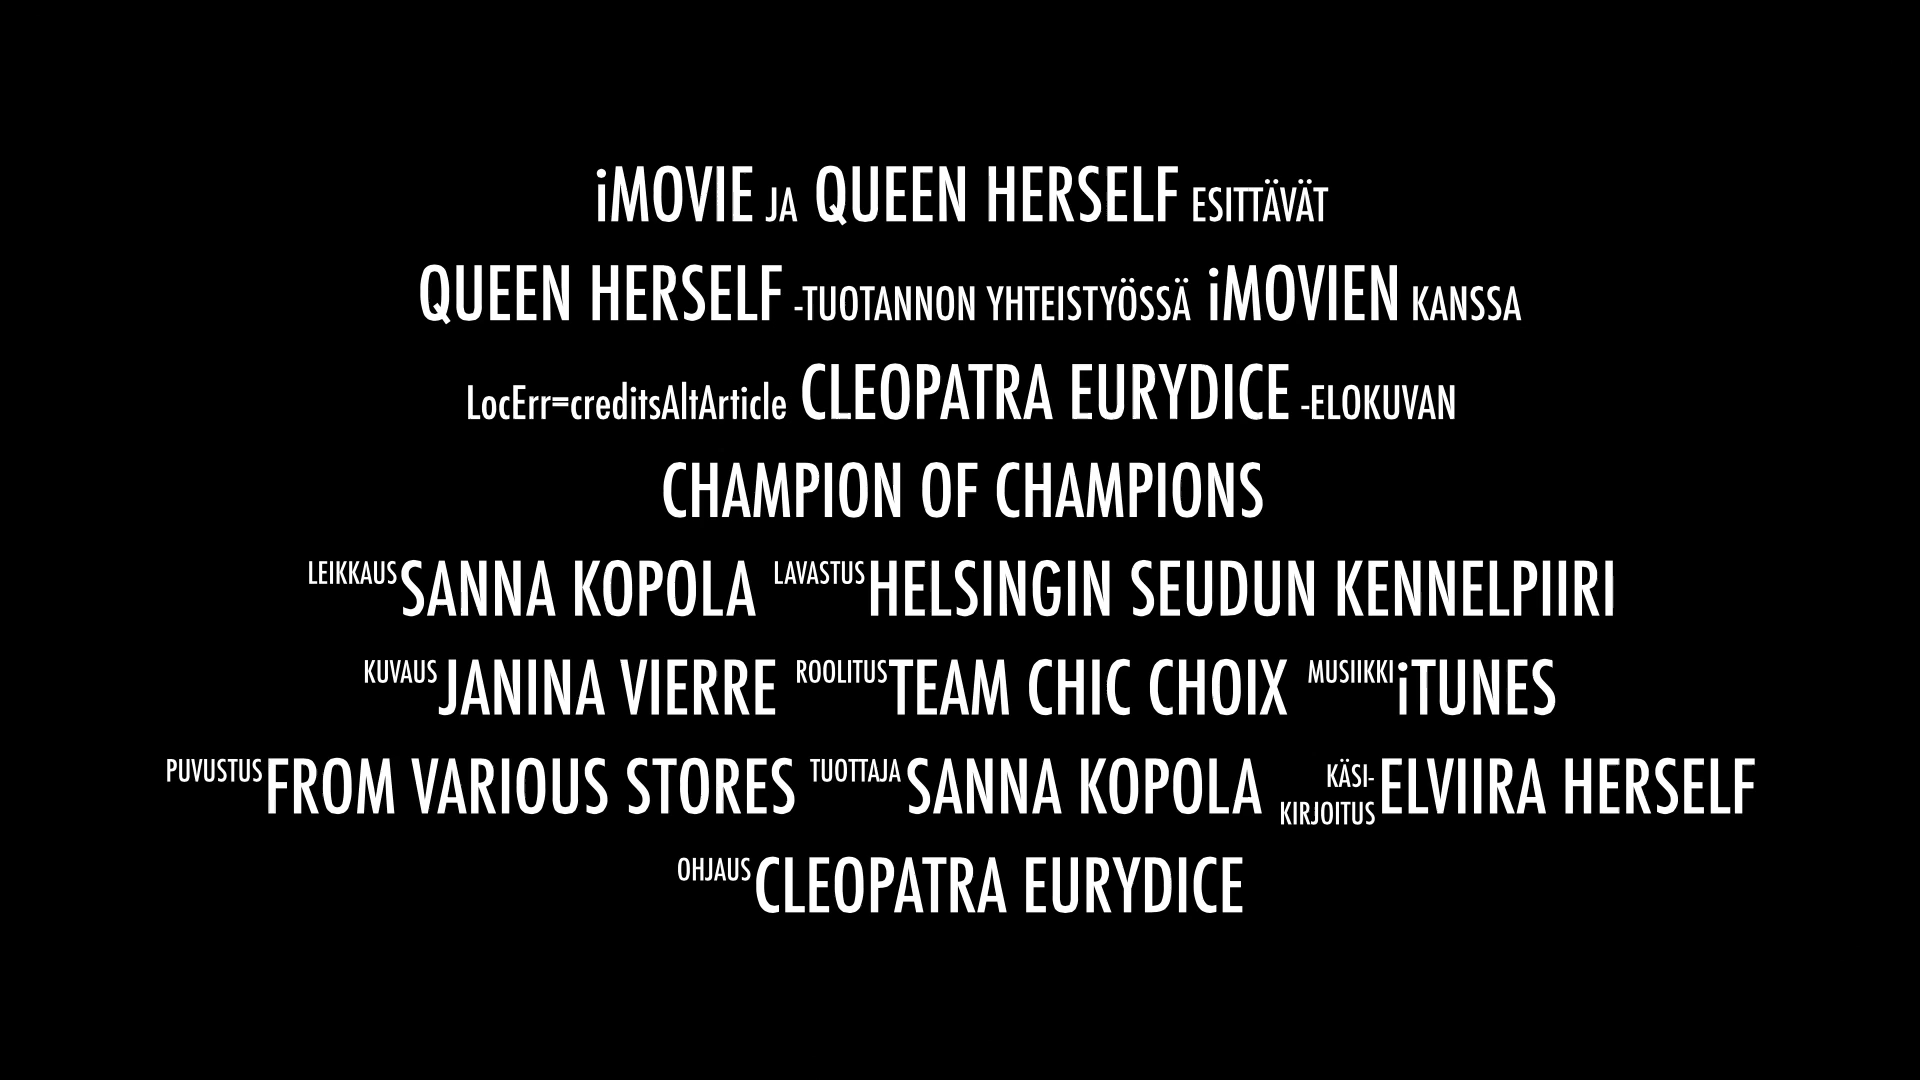 iMOVIE JA QUEEN HERSELF ESITTÄVÄT
QUEEN HERSELF -TUOTANNON YHTEISTYÖSSÄ iMOVIEN KANSSA
LocErr=creditsAltArticle CLEOPATRA EURYDICE -ELOKUVAN
CHAMPION OF CHAMPIONS
LEIKKAUS SANNA KOPOLA LAVASTUS HELSINGIN SEUDUN KENNELPIIRI
KUVAUS JANINA VIERRE ROOLITUS TEAM CHIC CHOIX MUSIIKKI iTUNES
PUVUSTUS FROM VARIOUS STORES TUOTTAJA SANNA KOPOLA KÄSI-KIRJOITUS ELVIIRA HERSELF
OHJAUS CLEOPATRA EURYDICE